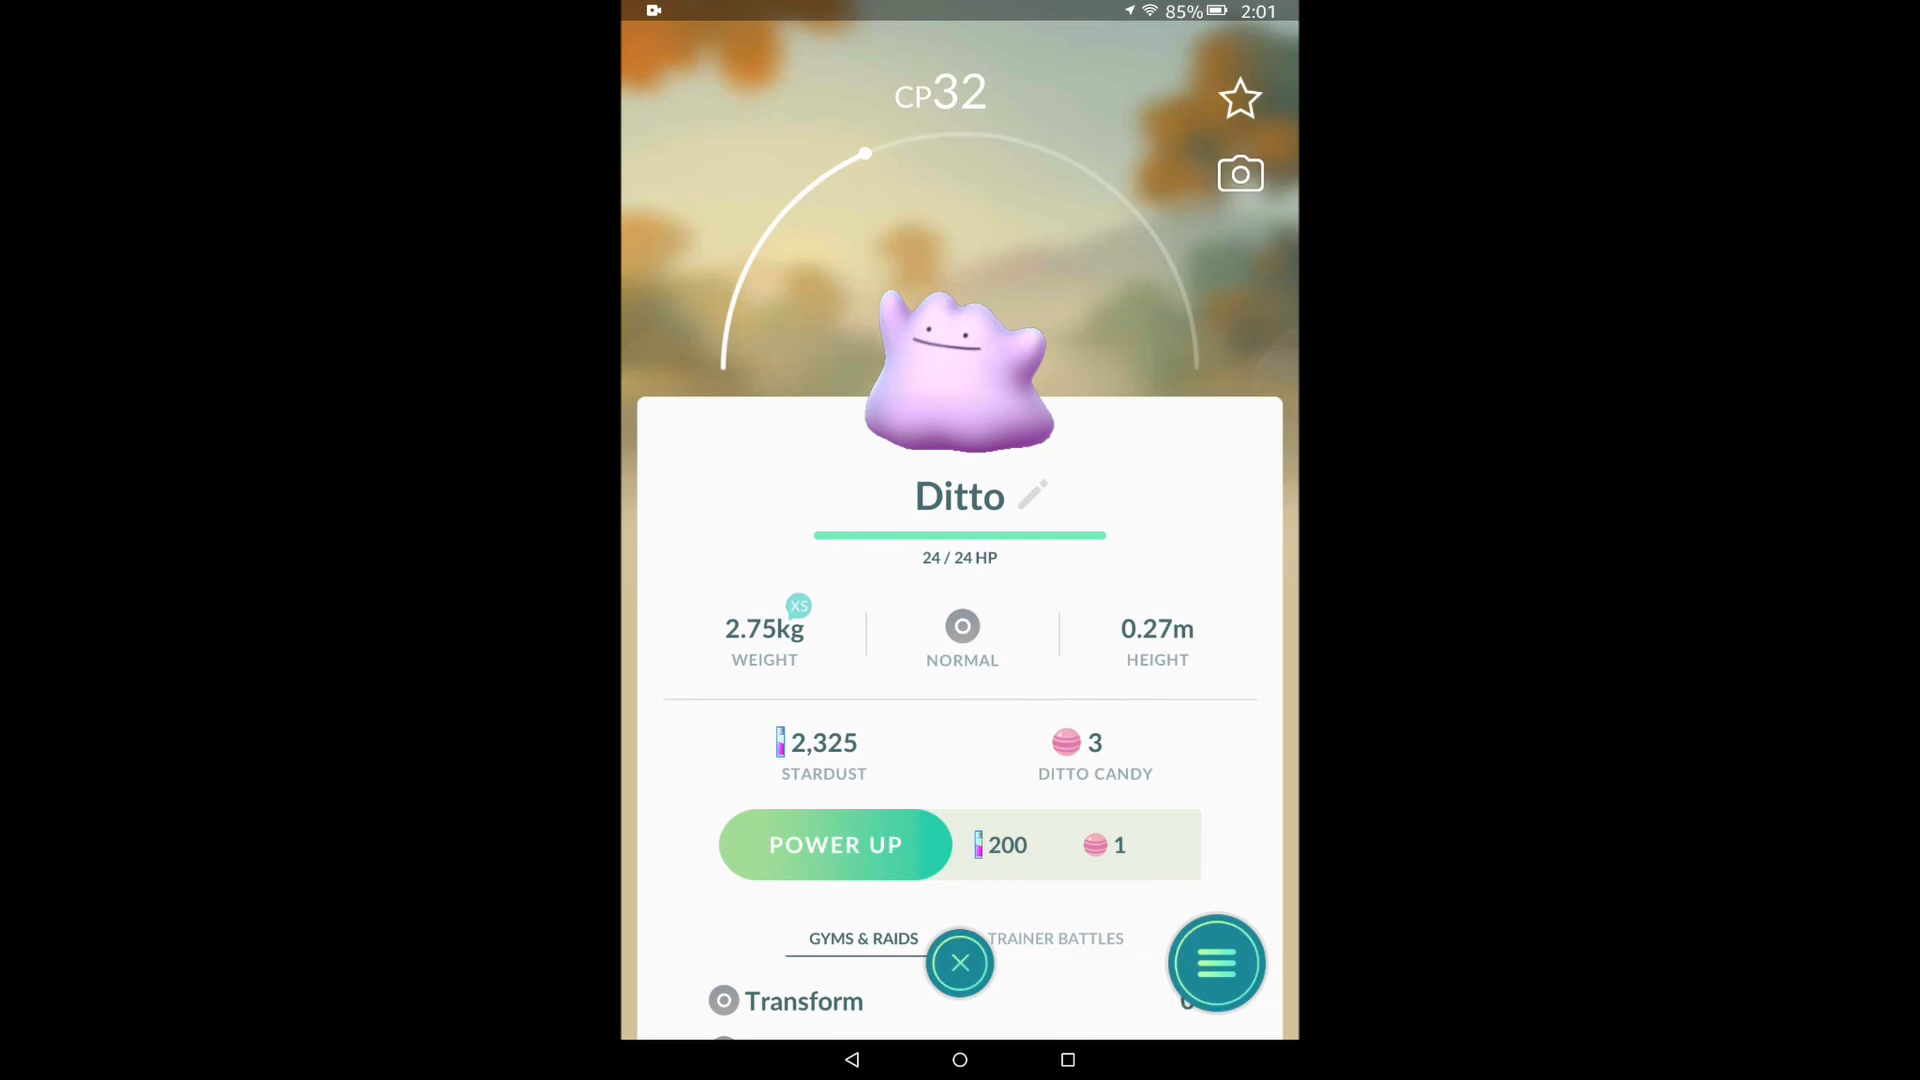 85% 2:01
CP32
Ditto
24 / 24 HP
XS
2.75kg
WEIGHT
NORMAL
0.27m
HEIGHT
2,325
STARDUST
3
DITTO CANDY
POWER UP 200 1
GYMS & RAIDS TRAINER BATTLES
Transform